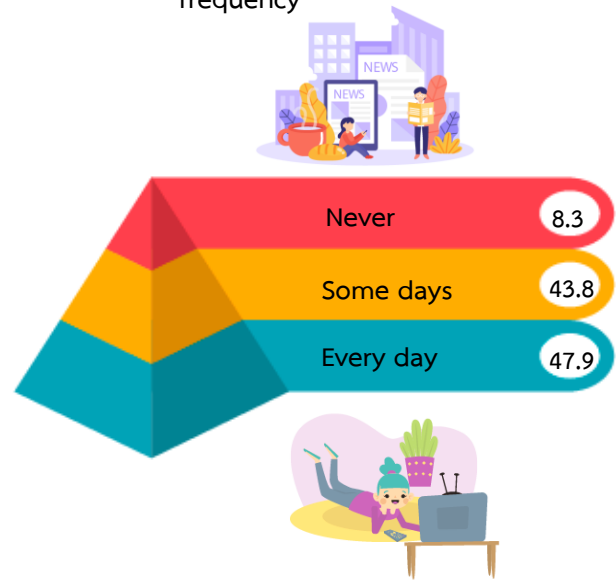 frequency
NEWS
NEWS
Never 8.3
Some days 43.8
Every day 47.9